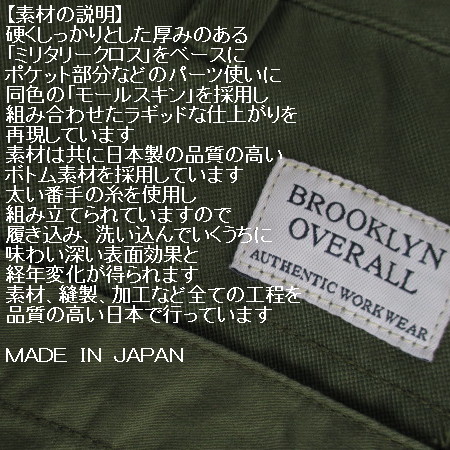 【素材の説明】
硬くしっかりとした厚みのある
「ミリタリークロス」をベースに
ポケット部分などのパーツ使いに
同色の「モールスキン」を採用し
組み合わせたラギッドな仕上がりを
再現しています
素材は共に日本製の品質の高い
ボトム素材を採用しています
太い番手の糸を使用し
組み立てられていますので
履き込み、洗い込んでいくうちに
味わい深い表面効果と
経年変化が得られます
素材、縫製、加工など全ての工程を
品質の高い日本で行っています
MADE IN JAPAN
BROOKLYN
OVERALL
AUTHENTIC WORK WEAR